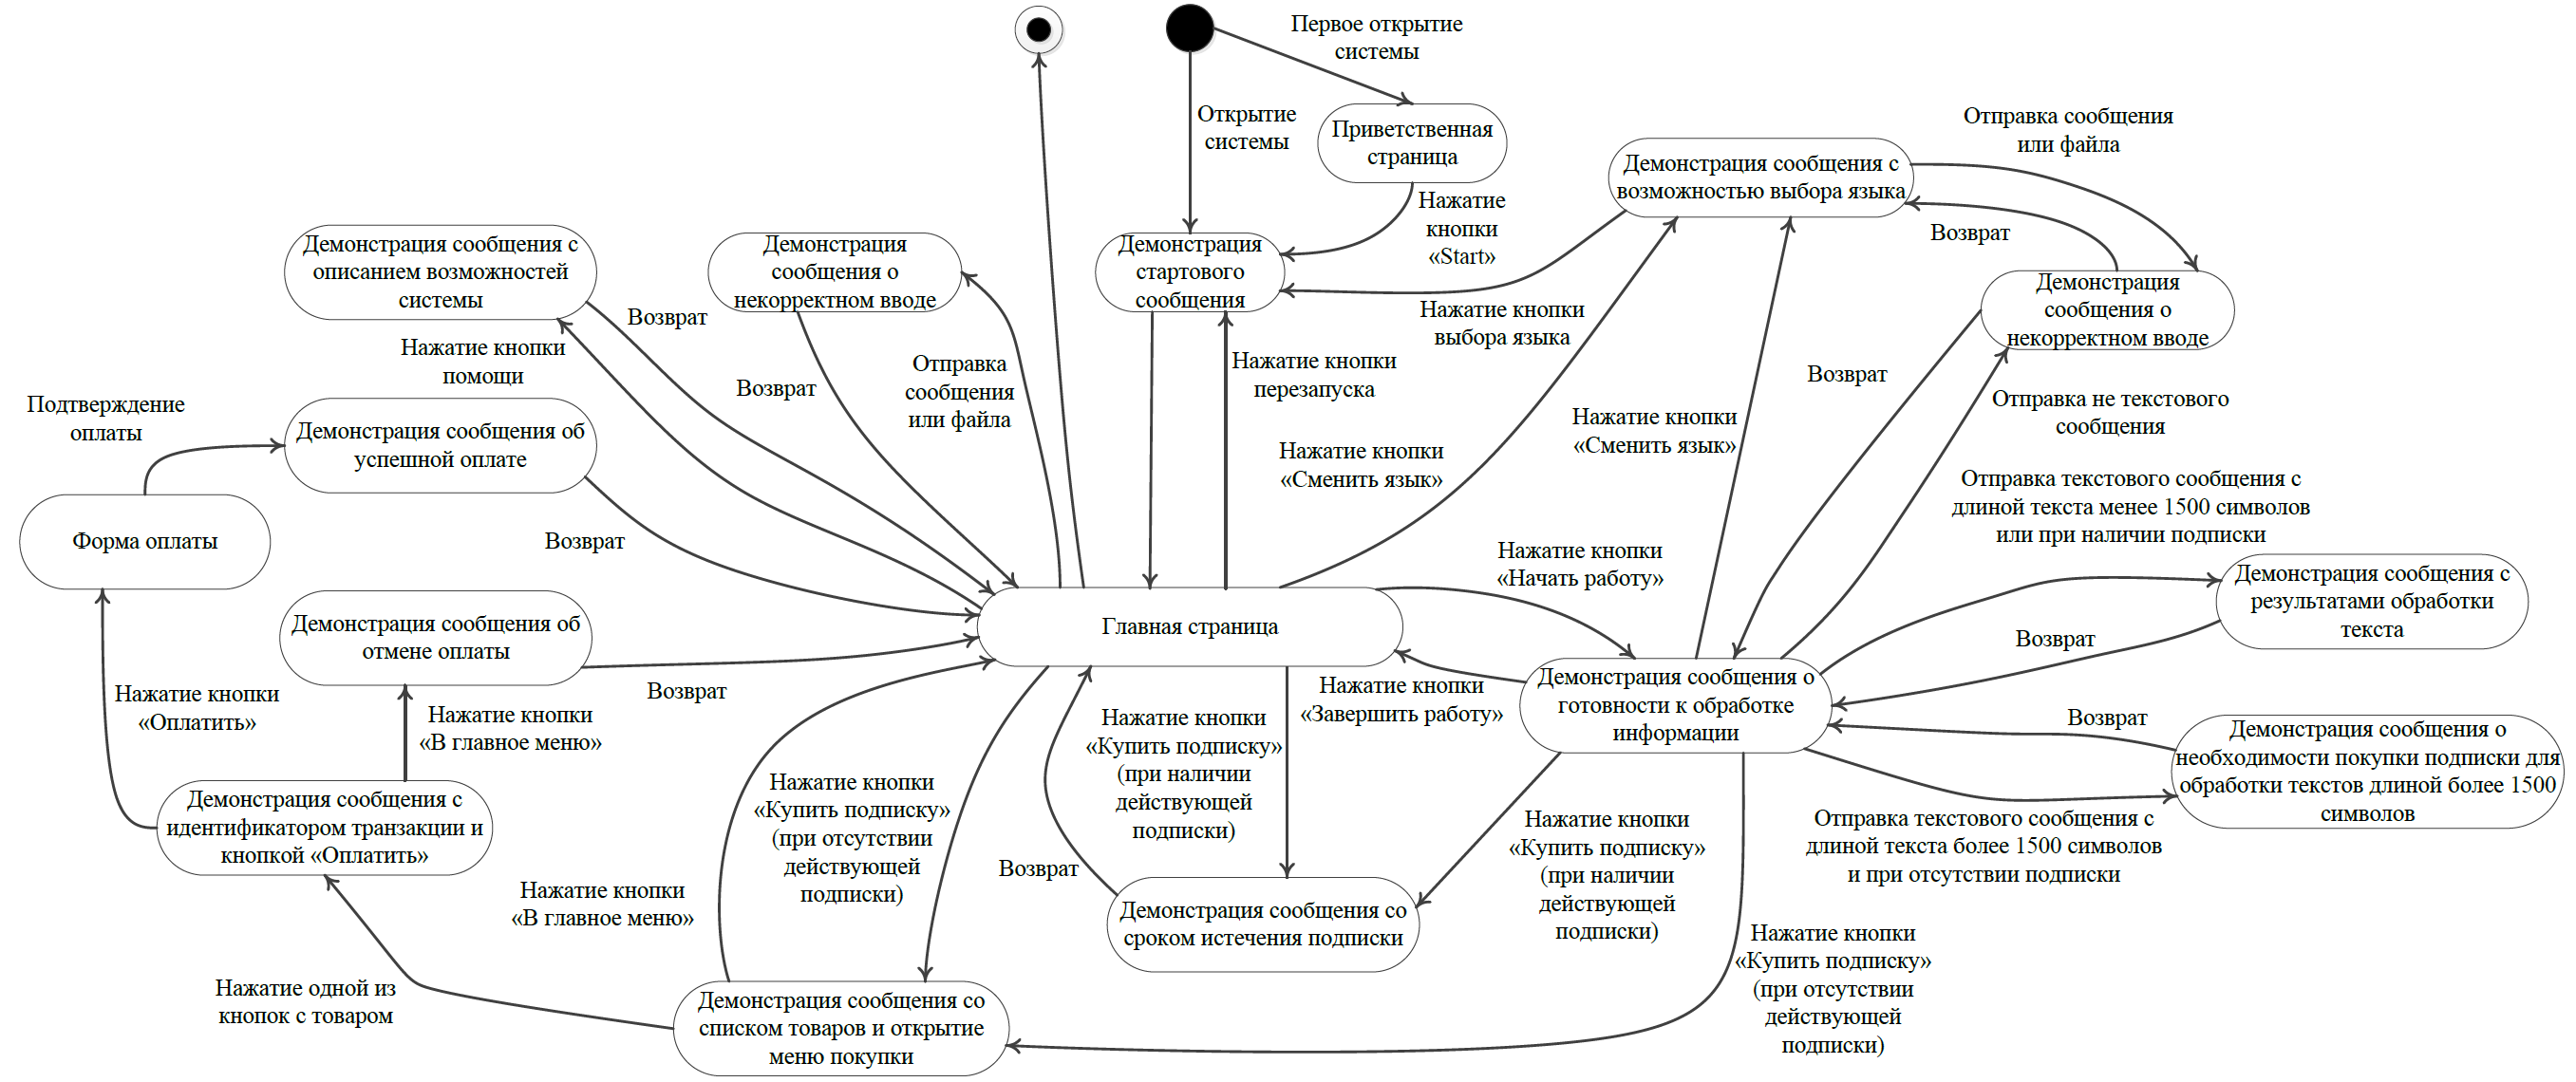 Первое открытие
системы
Открытие
системы
Приветственная
страница
Отправка сообщения
или файла
Демонстрация сообщения с
возможностью выбора языка
Нажатие
кнопки
«Start»
Возврат
Демонстрация сообщения с
описанием возможностей
системы
Демонстрация
сообщения о
некорректном вводе
Демонстрация
стартового
сообщения
Демонстрация
сообщения о
некорректном вводе
Возврат
Нажатие кнопки
выбора языка
Нажатие кнопки
помощи
Возврат
Отправка
сообщения
или файла
Нажатие кнопки
перезапуска
Возврат
Подтверждение
оплаты
Отправка не текстового
сообщения
Нажатие кнопки
«Сменить язык»
Нажатие кнопки
«Сменить язык»
Демонстрация сообщения об
успешной оплате
Отправка текстового сообщения с
длиной текста менее 1500 символов
или при наличии подписки
Форма оплаты
Возврат
Нажатие кнопки
«Начать работу»
Демонстрация сообщения с
результатами обработки
текста
Демонстрация сообщения об
отмене оплаты
Главная страница
Возврат
Нажатие кнопки
«Оплатить»
Возврат
Нажатие кнопки
«В главное меню»
Нажатие кнопки
«Завершить работу»
Демонстрация сообщения о
готовности к обработке
информации
Возврат
Нажатие кнопки
«Купить подписку»
(при наличии
действующей
подписки)
Демонстрация сообщения о
необходимости покупки подписки для
обработки текстов длиной более 1500
символов
Демонстрация сообщения с
идентификатором транзакции и
кнопкой «Оплатить»
Нажатие кнопки
«Купить подписку»
(при отсутствии
действующей
подписки)
Отправка текстового сообщения с
длиной текста более 1500 символов
и при отсутствии подписки
Нажатие кнопки
«Купить подписку»
(при наличии
действующей
подписки)
Возврат
Нажатие кнопки
«В главное меню»
Демонстрация сообщения со
сроком истечения подписки
Нажатие кнопки
«Купить подписку»
(при отсутствии
действующей
подписки)
Нажатие одной из
кнопок с товаром
Демонстрация сообщения со
списком товаров и открытие
меню покупки